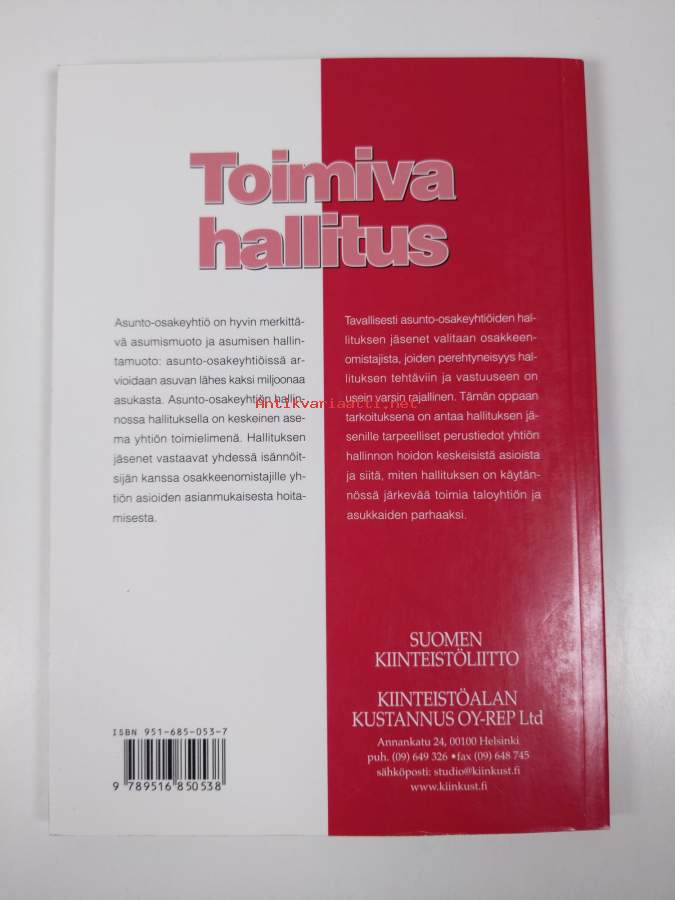 Toimiva
hallitus
Asunto-osakeyhtiö on hyvin merkittä-
vä asumismuoto ja asumisen hallin-
tamuoto: asunto-osakeyhtiöissä ar-
vioidaan asuvan lähes kaksi miljoonaa
asukasta. Asunto-osakeyhtiön hallin-
nossa hallituksella on keskeinen ase-
ma yhtiön toimielimenä. Hallituksen
jäsenet vastaavat yhdessä isännöit-
sijän kanssa osakkeenomistajille yh-
tiön asioiden asianmukaisesta hoita-
misesta.
Tavallisesti asunto-osakeyhtiöiden hal-
lituksen jäsenet valitaan osakkeen-
omistajista, joiden perehtyneisyys hal-
lituksen tehtäviin ja vastuuseen on
usein varsin rajallinen. Tämän oppaan
tarkoituksena on antaa hallituksen jä-
senille tarpeelliset perustiedot yhtiön
hallinnon hoidon keskeisistä asioista
ja siitä, miten hallituksen on käytän-
nössä järkevää toimia taloyhtiön ja
asukkaiden parhaaksi.
Antikvariaatti.net
SUOMEN
KIINTEISTÖLIITTO
KIINTEISTÖALAN
KUSTANNUS OY-REP Ltd
Annankatu 24, 00100 Helsinki
puh. (09) 649 326 • fax (09) 648 745
sähköposti: studio@kiinkust.fi
www.kiinkust.fi
ISBN 951-685-053-7
9 789516 850538